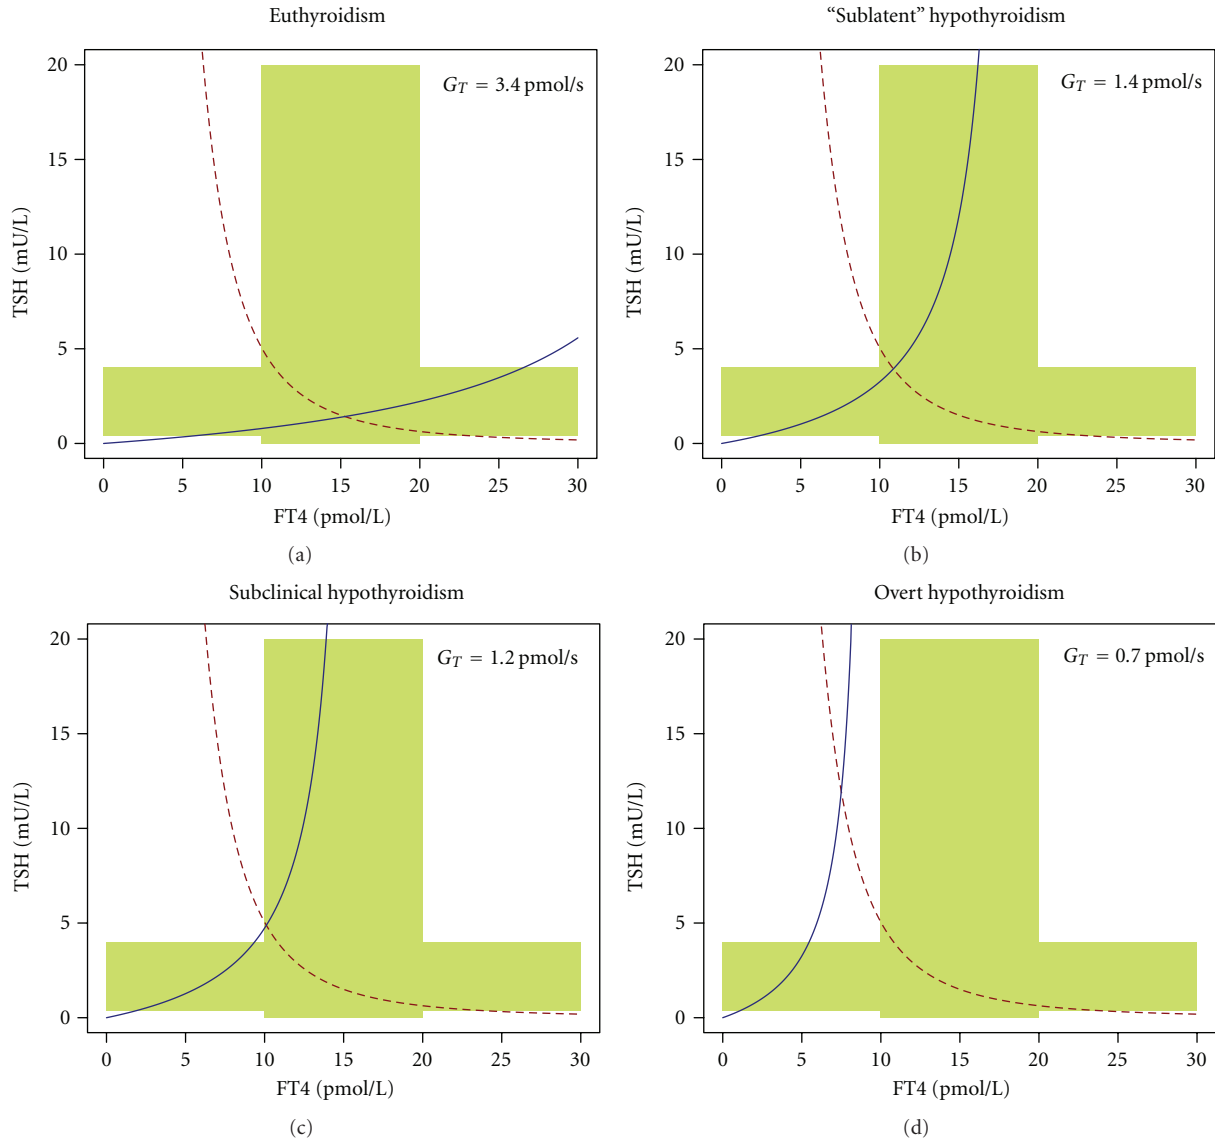 Euthyroidism
20
15
10
5
0
TSH (mU/L)
G_T = 3.4 pmol/s
0 5 10 15 20 25 30
FT4 (pmol/L)
(a)
“Sublatent” hypothyroidism
20
15
10
5
0
TSH (mU/L)
G_T = 1.4 pmol/s
0 5 10 15 20 25 30
FT4 (pmol/L)
(b)
Subclinical hypothyroidism
20
15
10
5
0
TSH (mU/L)
G_T = 1.2 pmol/s
0 5 10 15 20 25 30
FT4 (pmol/L)
(c)
Overt hypothyroidism
20
15
10
5
0
TSH (mU/L)
G_T = 0.7 pmol/s
0 5 10 15 20 25 30
FT4 (pmol/L)
(d)